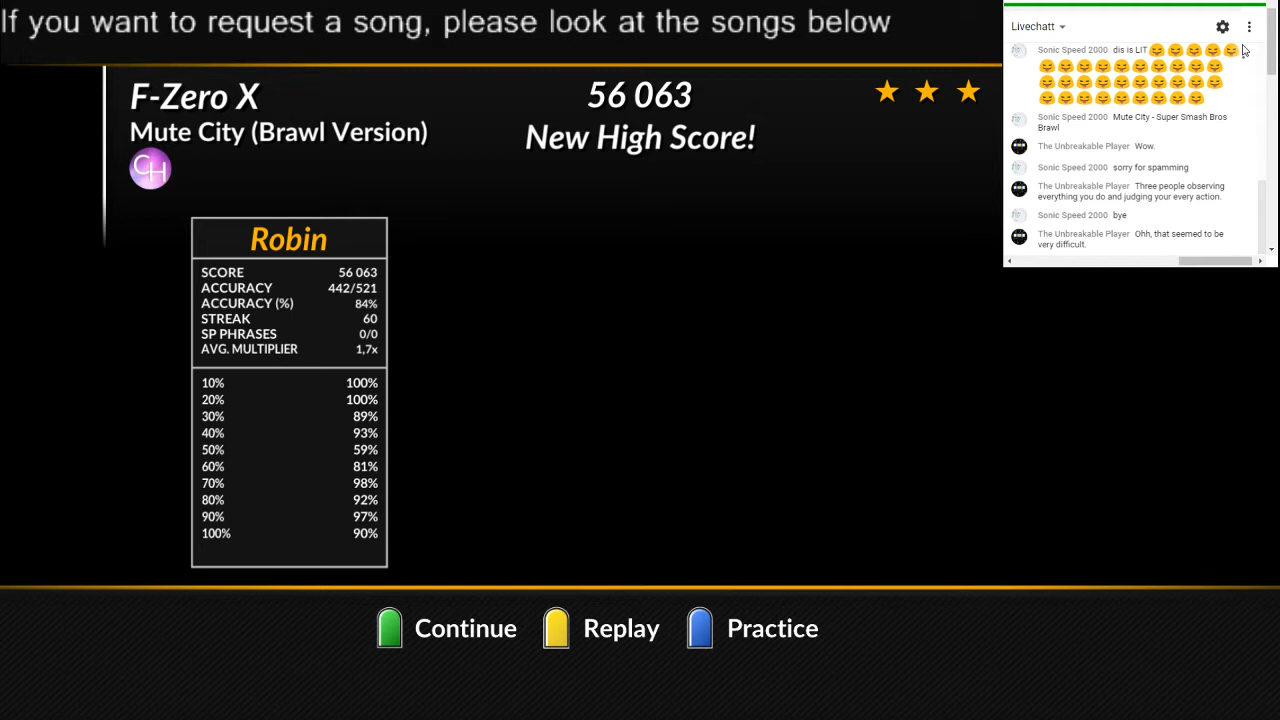 If you want to request a song, please look at the songs below
F-Zero X
Mute City (Brawl Version)
CH
56 063
New High Score!
Robin
SCORE 56 063
ACCURACY 442/521
ACCURACY (%) 84%
STREAK 60
SP PHRASES 0/0
AVG. MULTIPLIER 1,7x
10% 100%
20% 100%
30% 89%
40% 93%
50% 59%
60% 81%
70% 98%
80% 92%
90% 97%
100% 90%
Continue Replay Practice
Livechatt
Sonic Speed 2000 dis is LIT
Sonic Speed 2000 Mute City - Super Smash Bros
Brawl
The Unbreakable Player Wow.
Sonic Speed 2000 sorry for spamming
The Unbreakable Player Three people observing
everything you do and judging your every action.
Sonic Speed 2000 bye
The Unbreakable Player Ohh, that seemed to be
very difficult.